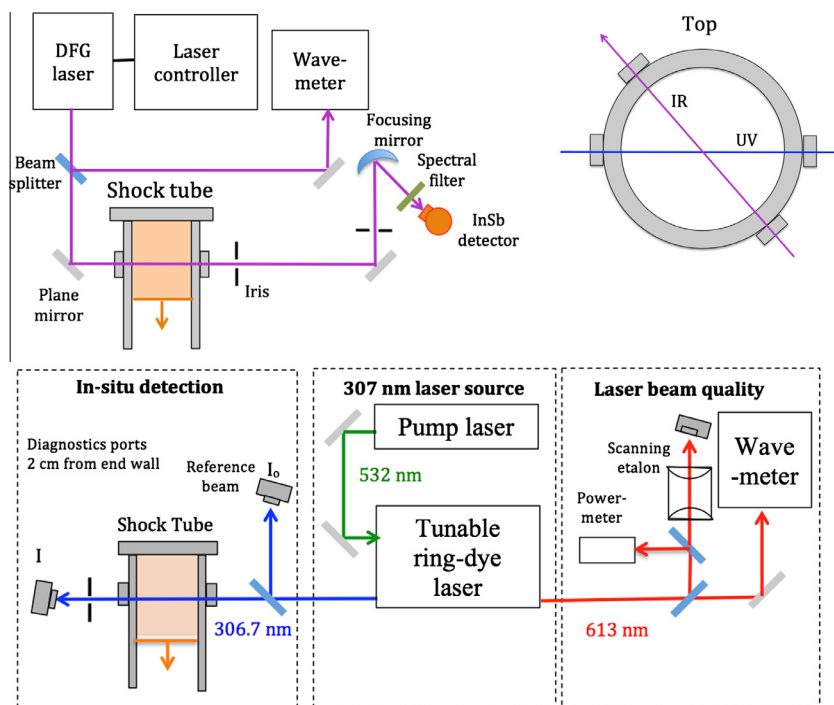 DFG
laser
Laser
controller
Wave-
meter
Focusing
mirror
Spectral
filter
InSb
detector
Beam
splitter
Shock tube
Plane
mirror
Iris
Top
IR
UV
In-situ detection
Diagnostics ports
2 cm from end wall
Reference
beam
I₀
Shock Tube
I
306.7 nm
307 nm laser source
Pump laser
532 nm
Tunable
ring-dye
laser
613 nm
Laser beam quality
Scanning
etalon
Wave
-meter
Power-
meter